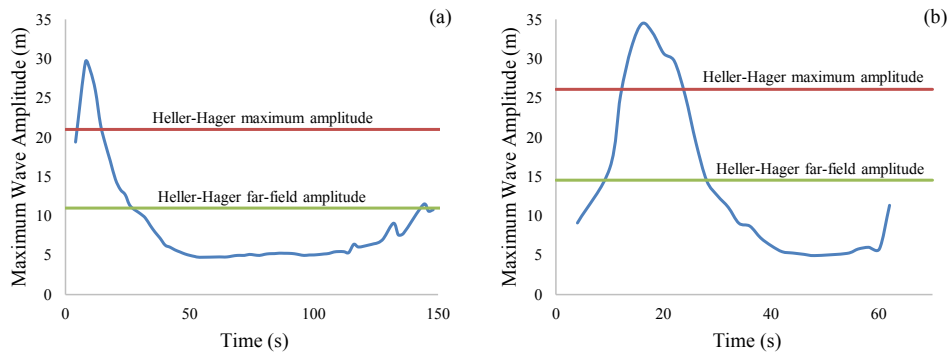 (a)
Maximum Wave Amplitude (m)
35
30
25
20
15
10
5
0
Heller-Hager maximum amplitude
Heller-Hager far-field amplitude
0 50 100 150
Time (s)
(b)
Maximum Wave Amplitude (m)
35
30
25
20
15
10
5
0
Heller-Hager maximum amplitude
Heller-Hager far-field amplitude
0 20 40 60
Time (s)